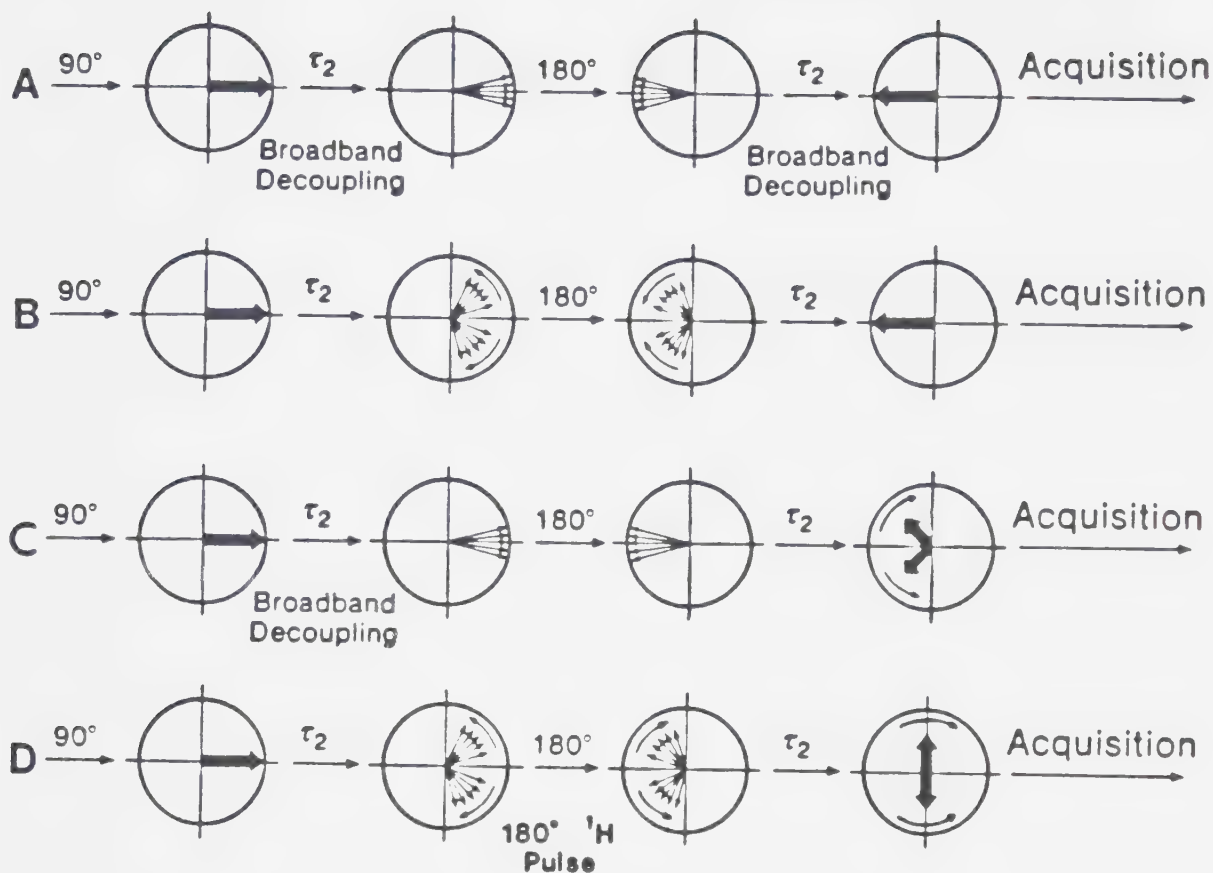 A 90° τ₂ 180° τ₂ Acquisition
Broadband Decoupling Broadband Decoupling
B 90° τ₂ 180° τ₂ Acquisition
C 90° τ₂ 180° τ₂ Acquisition
Broadband Decoupling
D 90° τ₂ 180° τ₂ Acquisition
180° ¹H
Pulse